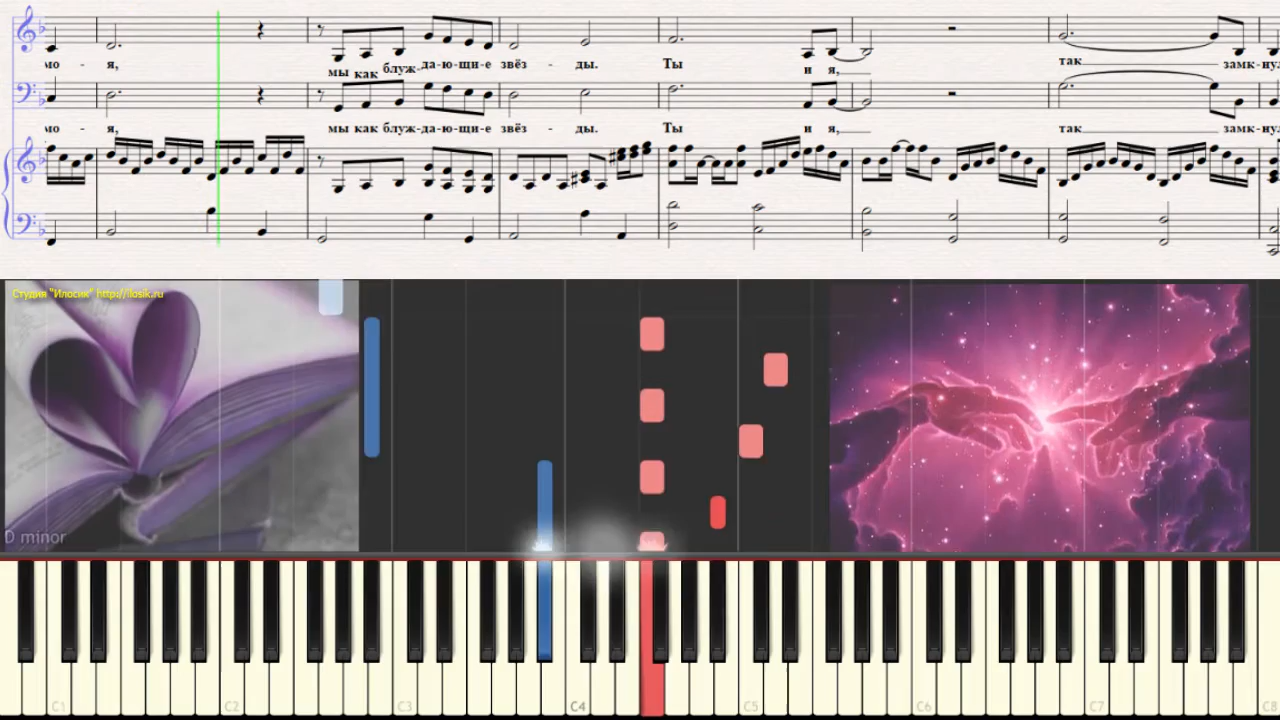 мо - я, мы как блуж-да-ю-щи-е звёз - ды. Ты и я, так замк-ну
мо - я, мы как блуж-да-ю-щи-е звёз - ды. Ты и я, так замк-ну
Студия "Илосик" http://ilosik.ru
D minor
C1 C2 C3 C4 C5 C6 C7 C8